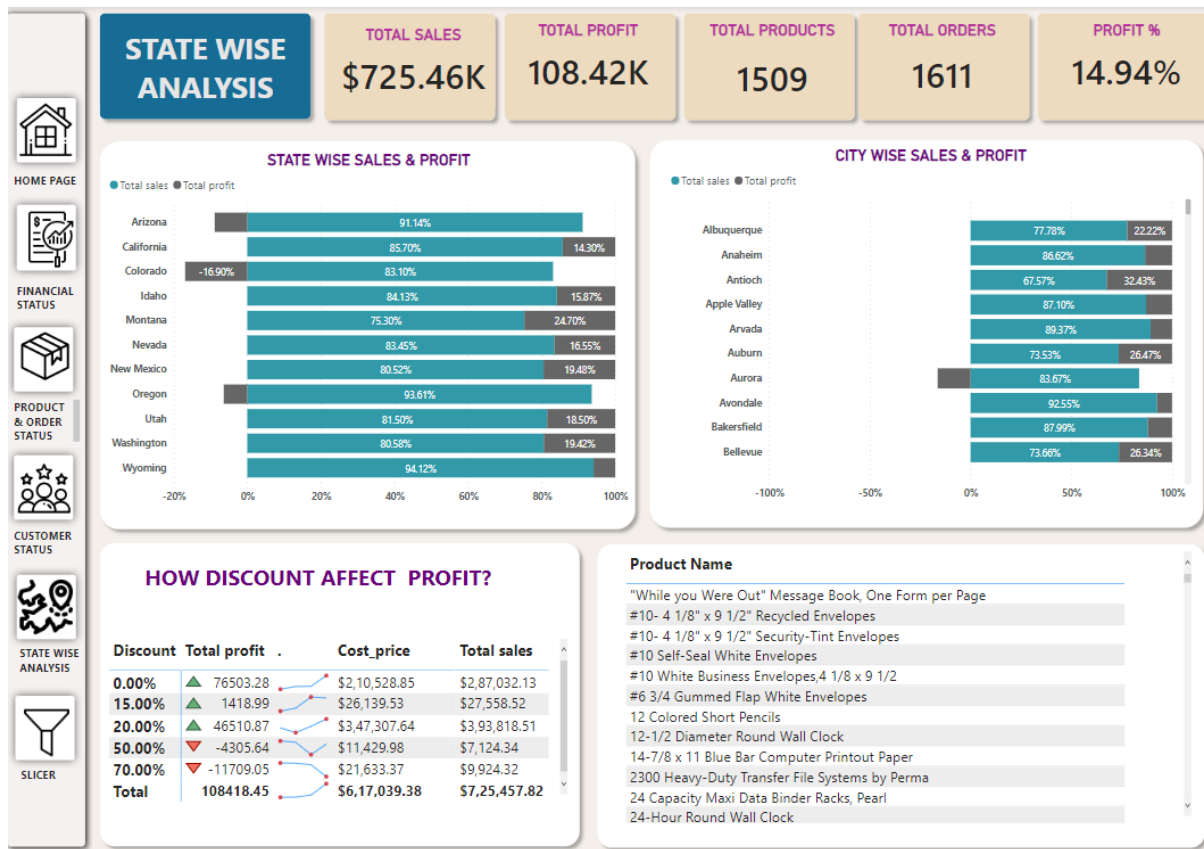 STATE WISE
ANALYSIS
TOTAL SALES
$725.46K
TOTAL PROFIT
108.42K
TOTAL PRODUCTS
1509
TOTAL ORDERS
1611
PROFIT %
14.94%
HOME PAGE
FINANCIAL
STATUS
PRODUCT
& ORDER
STATUS
CUSTOMER
STATUS
STATE WISE
ANALYSIS
SLICER
STATE WISE SALES & PROFIT
Total sales Total profit
Arizona 91.14%
California 85.70% 14.30%
Colorado -16.90% 83.10%
Idaho 84.13% 15.87%
Montana 75.30% 24.70%
Nevada 83.45% 16.55%
New Mexico 80.52% 19.48%
Oregon 93.61%
Utah 81.50% 18.50%
Washington 80.58% 19.42%
Wyoming 94.12%
-20% 0% 20% 40% 60% 80% 100%
CITY WISE SALES & PROFIT
Total sales Total profit
Albuquerque 77.78% 22.22%
Anaheim 86.62%
Antioch 67.57% 32.43%
Apple Valley 87.10%
Arvada 89.37%
Auburn 73.53% 26.47%
Aurora 83.67%
Avondale 92.55%
Bakersfield 87.99%
Bellevue 73.66% 26.34%
-100% -50% 0% 50% 100%
HOW DISCOUNT AFFECT PROFIT?
Discount Total profit . Cost_price Total sales
0.00% 76503.28 $2,10,528.85 $2,87,032.13
15.00% 1418.99 $26,139.53 $27,558.52
20.00% 46510.87 $3,47,307.64 $3,93,818.51
50.00% -4305.64 $11,429.98 $7,124.34
70.00% -11709.05 $21,633.37 $9,924.32
Total 108418.45 $6,17,039.38 $7,25,457.82
Product Name
"While you Were Out" Message Book, One Form per Page
#10- 4 1/8" x 9 1/2" Recycled Envelopes
#10- 4 1/8" x 9 1/2" Security-Tint Envelopes
#10 Self-Seal White Envelopes
#10 White Business Envelopes,4 1/8 x 9 1/2
#6 3/4 Gummed Flap White Envelopes
12 Colored Short Pencils
12-1/2 Diameter Round Wall Clock
14-7/8 x 11 Blue Bar Computer Printout Paper
2300 Heavy-Duty Transfer File Systems by Perma
24 Capacity Maxi Data Binder Racks, Pearl
24-Hour Round Wall Clock